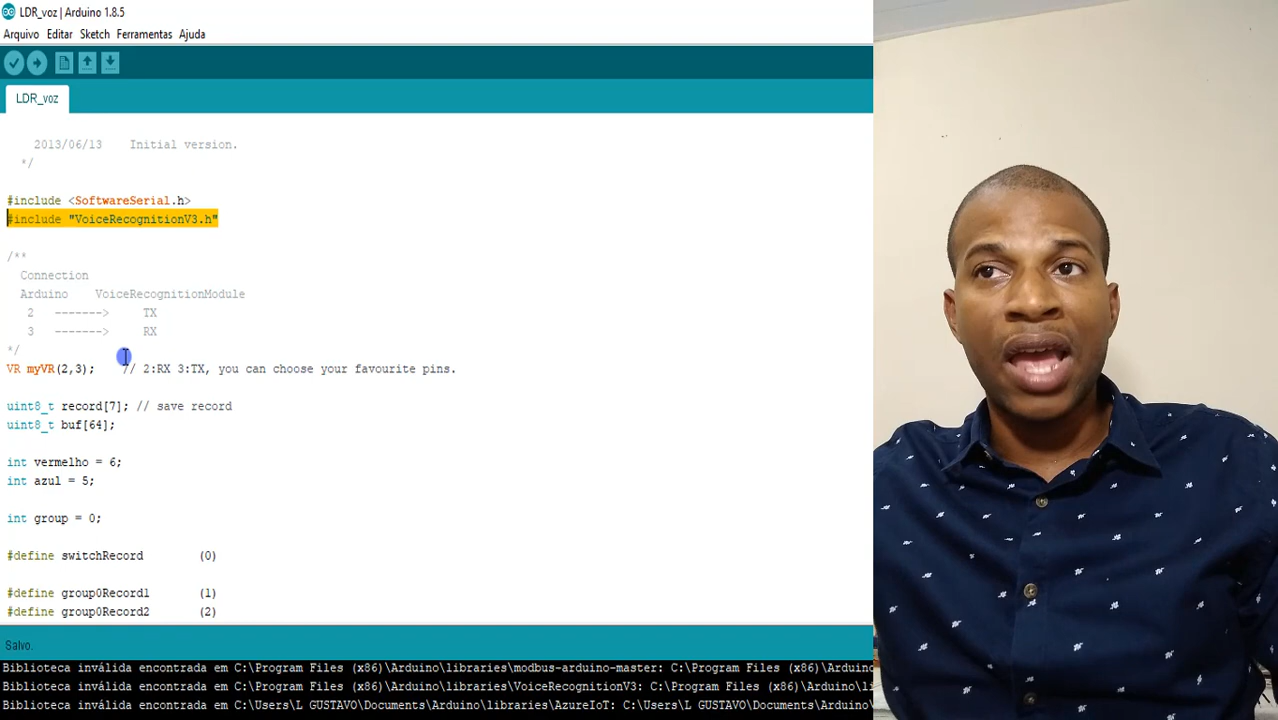 LDR_voz | Arduino 1.8.5
Arquivo Editar Sketch Ferramentas Ajuda
LDR_voz
2013/06/13    Initial version.
*/
#include <SoftwareSerial.h>
#include "VoiceRecognitionV3.h"
/**
Connection
Arduino    VoiceRecognitionModule
2   ------->     TX
3   ------->     RX
*/
VR myVR(2,3);    // 2:RX 3:TX, you can choose your favourite pins.
uint8_t record[7]; // save record
uint8_t buf[64];
int vermelho = 6;
int azul = 5;
int group = 0;
#define switchRecord        (0)
#define group0Record1       (1)
#define group0Record2       (2)
Salvo.
Biblioteca inválida encontrada em C:\Program Files (x86)\Arduino\libraries\modbus-arduino-master: C:\Program Files (x86)\Arduino
Biblioteca inválida encontrada em C:\Program Files (x86)\Arduino\libraries\VoiceRecognitionV3: C:\Program Files (x86)\Arduino\li
Biblioteca inválida encontrada em C:\Users\L GUSTAVO\Documents\Arduino\libraries\AzureIoT: C:\Users\L GUSTAVO\Documents\Arduino\